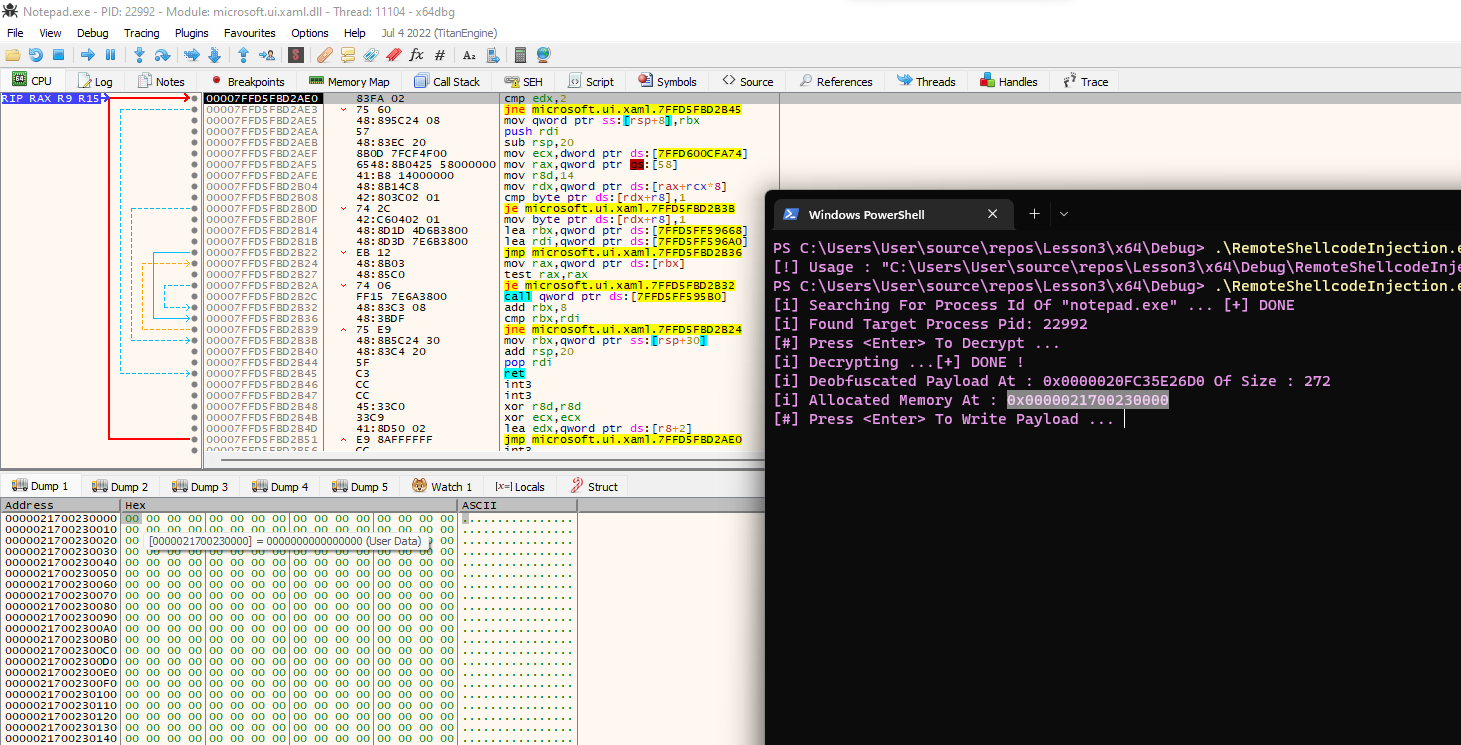 Notepad.exe - PID: 22992 - Module: microsoft.ui.xaml.dll - Thread: 11104 - x64dbg
File View Debug Tracing Plugins Favourites Options Help Jul 4 2022 (TitanEngine)
CPU Log Notes Breakpoints Memory Map Call Stack SEH Script Symbols Source References Threads Handles Trace
RIP RAX R9 R15
00007FFD5FBD2AE0 83FA 02 cmp edx,2
00007FFD5FBD2AE3 75 60 jne microsoft.ui.xaml.7FFD5FBD2B45
00007FFD5FBD2AE5 48:895C24 08 mov qword ptr ss:[rsp+8],rbx
00007FFD5FBD2AEA 57 push rdi
00007FFD5FBD2AEB 48:83EC 20 sub rsp,20
00007FFD5FBD2AEF 8B0D 7FCF4F00 mov ecx,dword ptr ds:[7FFD600CFA74]
00007FFD5FBD2AF5 6548:8B0425 58000000 mov rax,qword ptr gs:[58]
00007FFD5FBD2AFE 41:B8 14000000 mov r8d,14
00007FFD5FBD2B04 48:8B14C8 mov rdx,qword ptr ds:[rax+rcx*8]
00007FFD5FBD2B08 42:803C02 01 cmp byte ptr ds:[rdx+r8],1
00007FFD5FBD2B0D 74 2C je microsoft.ui.xaml.7FFD5FBD2B3B
00007FFD5FBD2B0F 42:C60402 01 mov byte ptr ds:[rdx+r8],1
00007FFD5FBD2B14 48:8D1D 4D6B3800 lea rbx,qword ptr ds:[7FFD5FF59668]
00007FFD5FBD2B1B 48:8D3D 7E6B3800 lea rdi,qword ptr ds:[7FFD5FF596A0]
00007FFD5FBD2B22 EB 12 jmp microsoft.ui.xaml.7FFD5FBD2B36
00007FFD5FBD2B24 48:8B03 mov rax,qword ptr ds:[rbx]
00007FFD5FBD2B27 48:85C0 test rax,rax
00007FFD5FBD2B2A 74 06 je microsoft.ui.xaml.7FFD5FBD2B32
00007FFD5FBD2B2C FF15 7E6A3800 call qword ptr ds:[7FFD5FF595B0]
00007FFD5FBD2B32 48:83C3 08 add rbx,8
00007FFD5FBD2B36 48:3BDF cmp rbx,rdi
00007FFD5FBD2B39 75 E9 jne microsoft.ui.xaml.7FFD5FBD2B24
00007FFD5FBD2B3B 48:8B5C24 30 mov rbx,qword ptr ss:[rsp+30]
00007FFD5FBD2B40 48:83C4 20 add rsp,20
00007FFD5FBD2B44 5F pop rdi
00007FFD5FBD2B45 C3 ret
00007FFD5FBD2B46 CC int3
00007FFD5FBD2B47 CC int3
00007FFD5FBD2B48 45:33C0 xor r8d,r8d
00007FFD5FBD2B4B 33C9 xor ecx,ecx
00007FFD5FBD2B4D 41:8D50 02 lea edx,qword ptr ds:[r8+2]
00007FFD5FBD2B51 E9 8AFFFFFF jmp microsoft.ui.xaml.7FFD5FBD2AE0
00007FFD5FBD2B56 CC int3
Windows PowerShell
PS C:\Users\User\source\repos\Lesson3\x64\Debug> .\RemoteShellcodeInjection.e
[!] Usage : "C:\Users\User\source\repos\Lesson3\x64\Debug\RemoteShellcodeInje
PS C:\Users\User\source\repos\Lesson3\x64\Debug> .\RemoteShellcodeInjection.e
[i] Searching For Process Id Of "notepad.exe" ... [+] DONE
[i] Found Target Process Pid: 22992
[#] Press <Enter> To Decrypt ...
[i] Decrypting ...[+] DONE !
[i] Deobfuscated Payload At : 0x0000020FC35E26D0 Of Size : 272
[i] Allocated Memory At : 0x0000021700230000
[#] Press <Enter> To Write Payload ...
Dump 1 Dump 2 Dump 3 Dump 4 Dump 5 Watch 1 [x=] Locals Struct
Address Hex ASCII
0000021700230000 00 00 00 00 00 00 00 00 00 00 00 00 00 00 00 00 ................
0000021700230010 00 00 00 00 00 00 00 00 00 00 00 00 00 00 00 00 ................
0000021700230020 [0000021700230000] = 0000000000000000 (User Data) ................
0000021700230030 00 00 00 00 00 00 00 00 00 00 00 00 00 00 00 00 ................
0000021700230040 00 00 00 00 00 00 00 00 00 00 00 00 00 00 00 00 ................
0000021700230050 00 00 00 00 00 00 00 00 00 00 00 00 00 00 00 00 ................
0000021700230060 00 00 00 00 00 00 00 00 00 00 00 00 00 00 00 00 ................
0000021700230070 00 00 00 00 00 00 00 00 00 00 00 00 00 00 00 00 ................
0000021700230080 00 00 00 00 00 00 00 00 00 00 00 00 00 00 00 00 ................
0000021700230090 00 00 00 00 00 00 00 00 00 00 00 00 00 00 00 00 ................
00000217002300A0 00 00 00 00 00 00 00 00 00 00 00 00 00 00 00 00 ................
00000217002300B0 00 00 00 00 00 00 00 00 00 00 00 00 00 00 00 00 ................
00000217002300C0 00 00 00 00 00 00 00 00 00 00 00 00 00 00 00 00 ................
00000217002300D0 00 00 00 00 00 00 00 00 00 00 00 00 00 00 00 00 ................
00000217002300E0 00 00 00 00 00 00 00 00 00 00 00 00 00 00 00 00 ................
00000217002300F0 00 00 00 00 00 00 00 00 00 00 00 00 00 00 00 00 ................
0000021700230100 00 00 00 00 00 00 00 00 00 00 00 00 00 00 00 00 ................
0000021700230110 00 00 00 00 00 00 00 00 00 00 00 00 00 00 00 00 ................
0000021700230120 00 00 00 00 00 00 00 00 00 00 00 00 00 00 00 00 ................
0000021700230130 00 00 00 00 00 00 00 00 00 00 00 00 00 00 00 00 ................
0000021700230140 00 00 00 00 00 00 00 00 00 00 00 00 00 00 00 00 ................